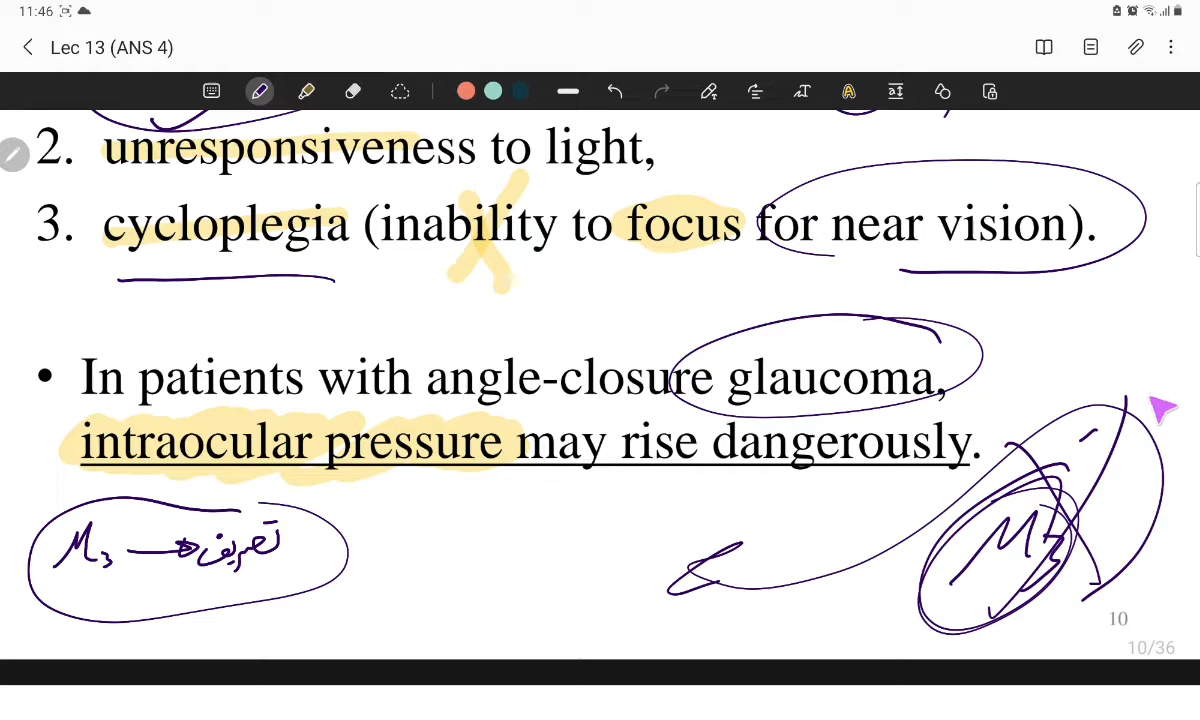 11:46
Lec 13 (ANS 4)
2. unresponsiveness to light,
3. cycloplegia (inability to focus for near vision).
• In patients with angle-closure glaucoma,
intraocular pressure may rise dangerously.
M₃ → تصريف
M₃
10
10/36